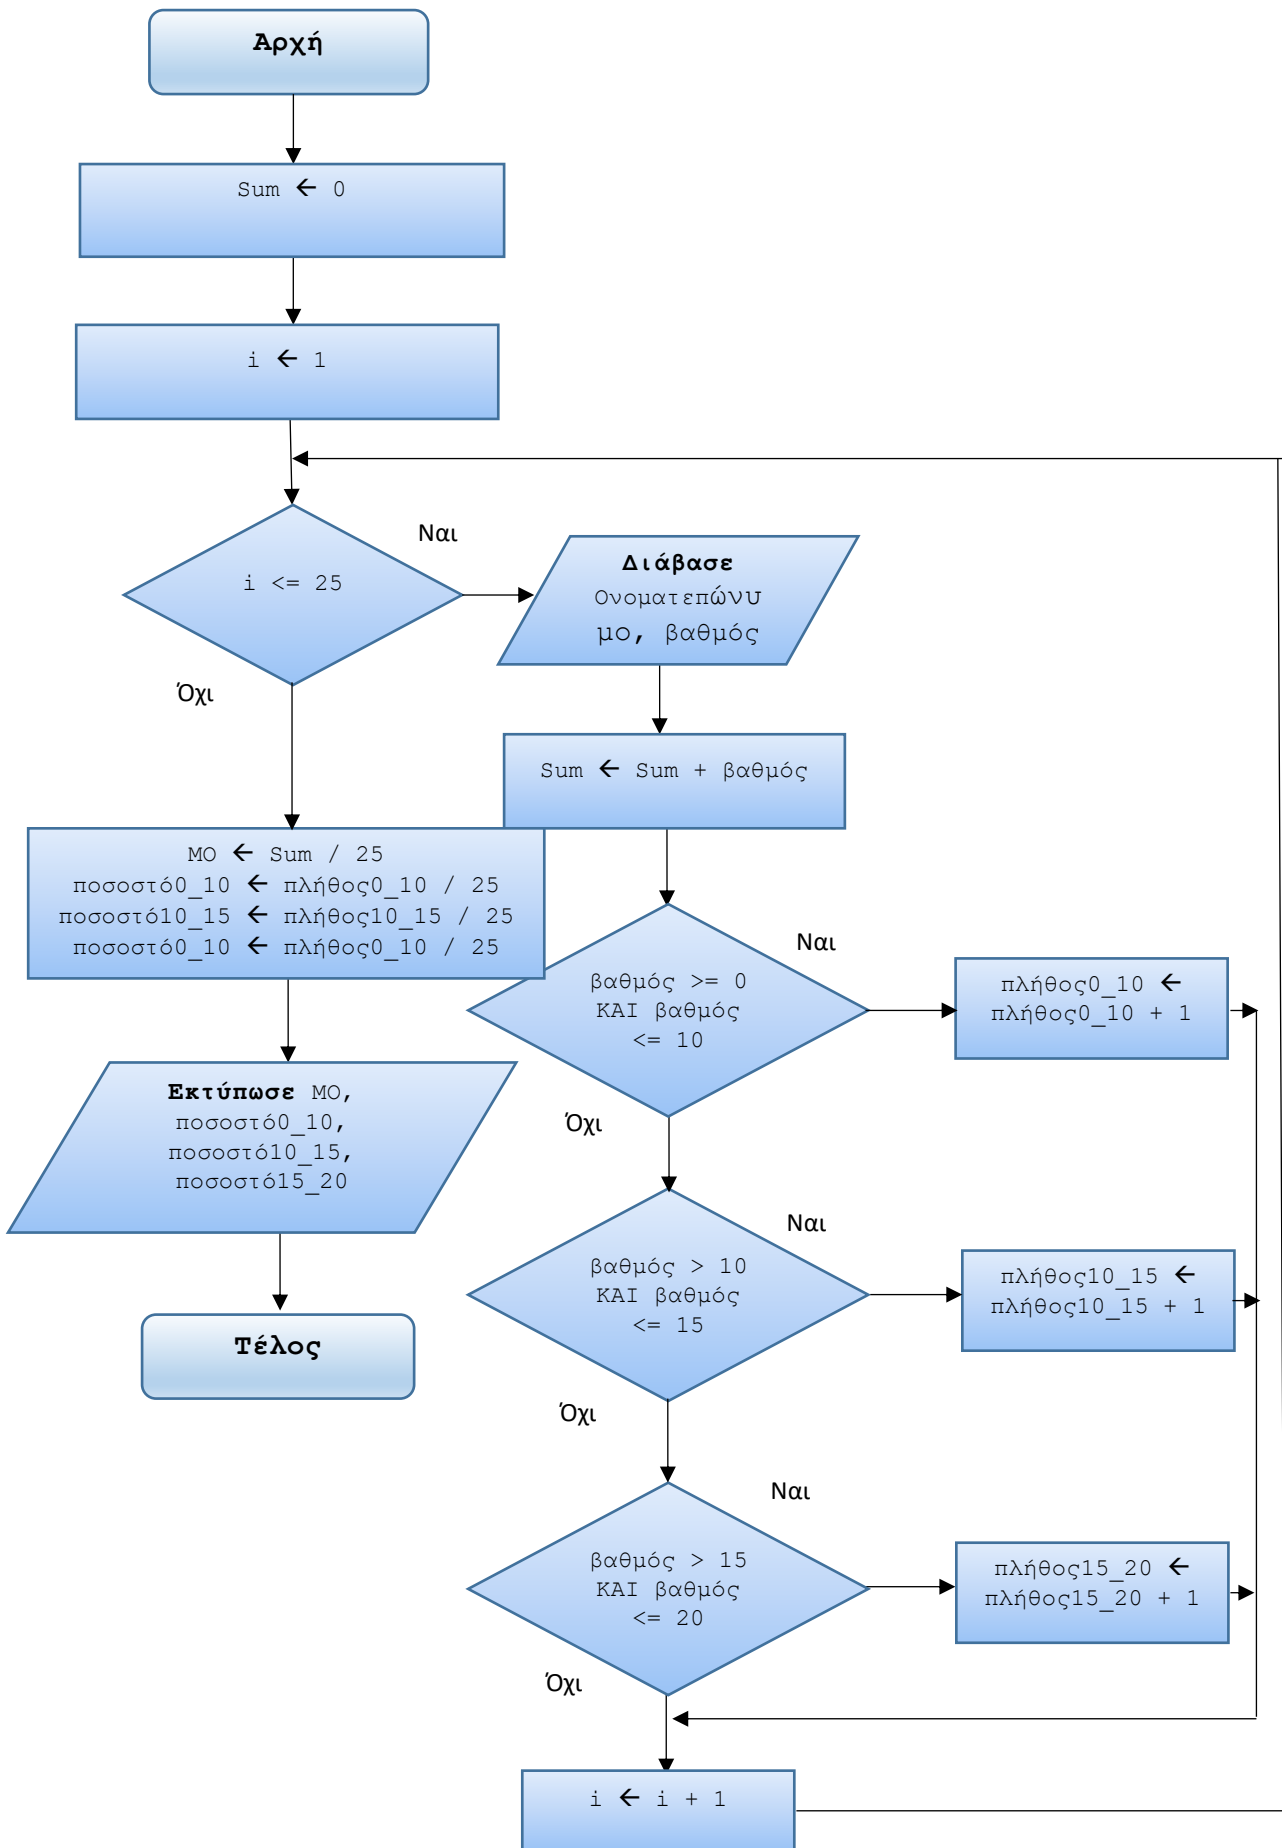 Αρχή
Sum ← 0
i ← 1
i <= 25
Ναι
Όχι
Διάβασε
Ονοματεπώνυ
μο, βαθμός
Sum ← Sum + βαθμός
ΜΟ ← Sum / 25
ποσοστό0_10 ← πλήθος0_10 / 25
ποσοστό10_15 ← πλήθος10_15 / 25
ποσοστό0_10 ← πλήθος0_10 / 25
Εκτύπωσε ΜΟ,
ποσοστό0_10,
ποσοστό10_15,
ποσοστό15_20
Τέλος
βαθμός >= 0
ΚΑΙ βαθμός
<= 10
Ναι
πλήθος0_10 ←
πλήθος0_10 + 1
Όχι
βαθμός > 10
ΚΑΙ βαθμός
<= 15
Ναι
πλήθος10_15 ←
πλήθος10_15 + 1
Όχι
βαθμός > 15
ΚΑΙ βαθμός
<= 20
Ναι
πλήθος15_20 ←
πλήθος15_20 + 1
Όχι
i ← i + 1